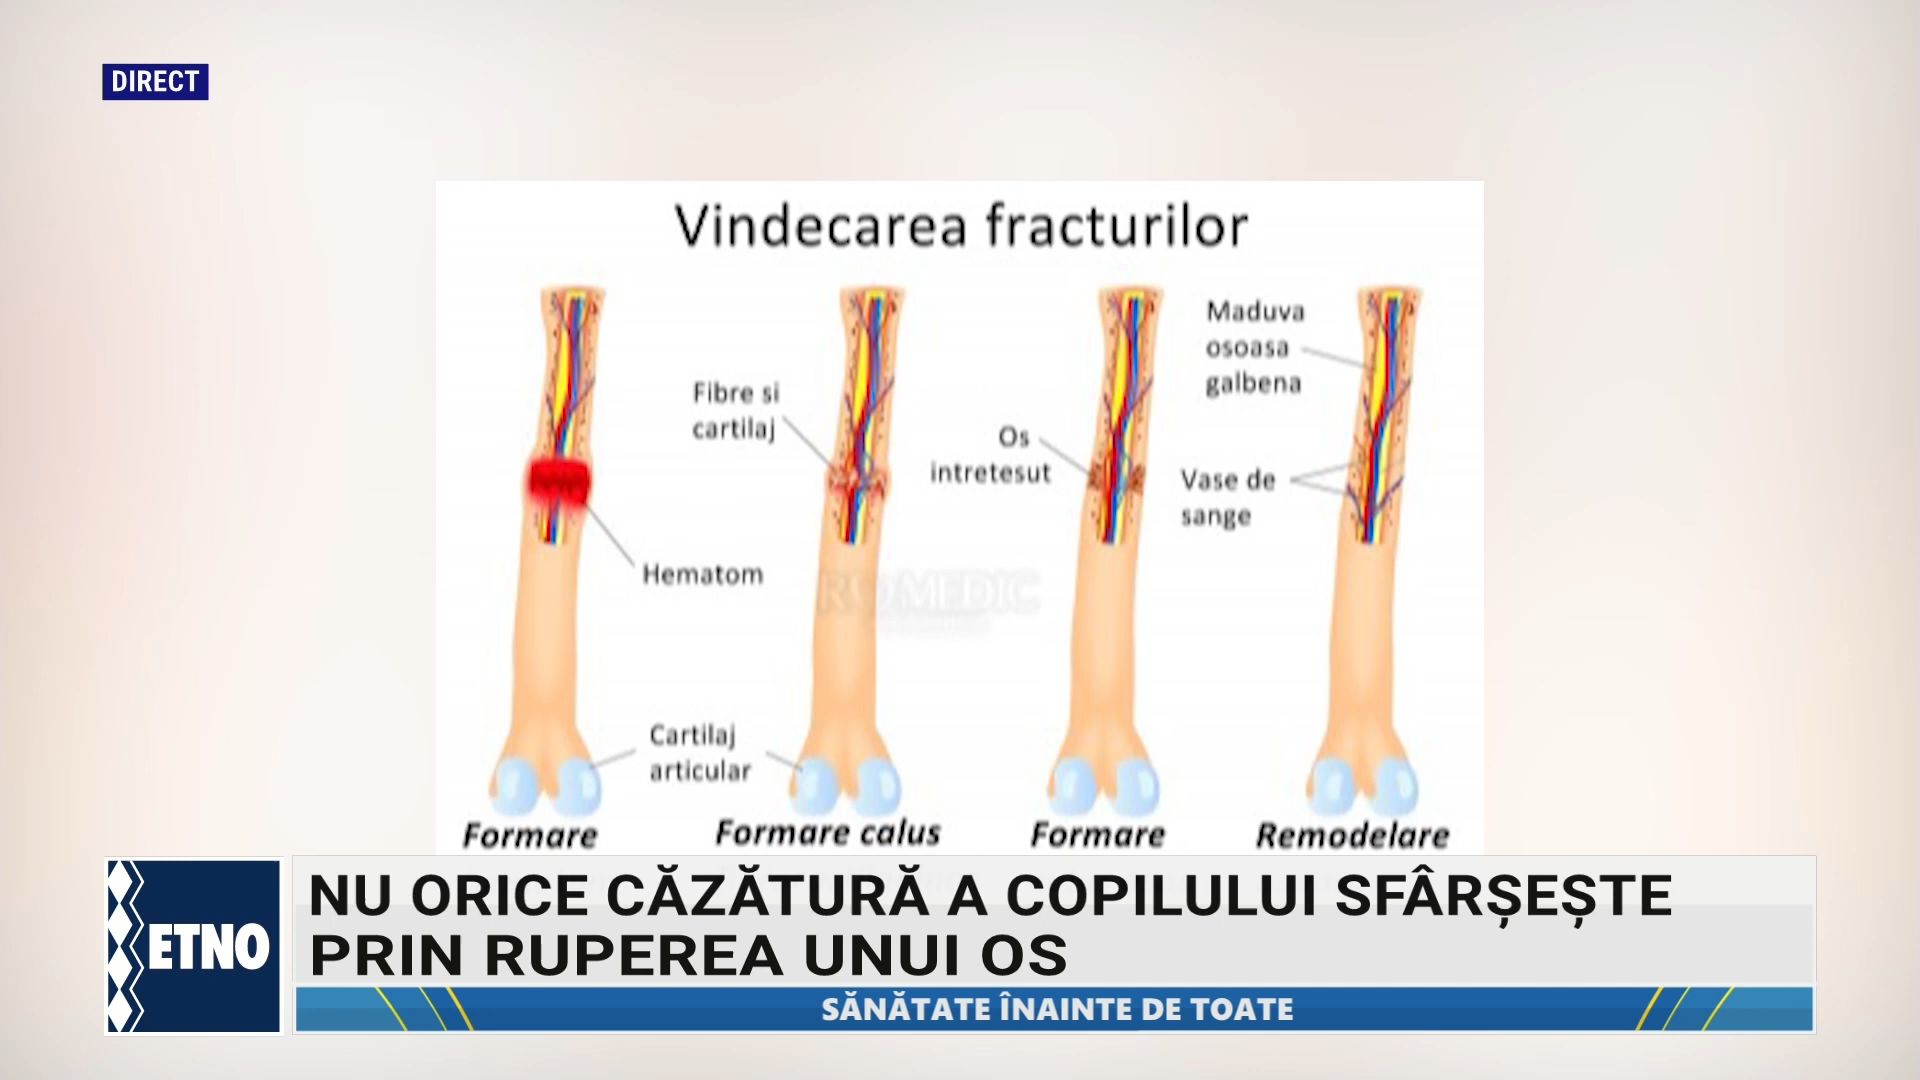 DIRECT
Vindecarea fracturilor
Maduva
osoasa
galbena
Fibre si
cartilaj
Os
intretesut
Vase de
sange
Hematom
ROMEDIC
Cartilaj
articular
Formare
Formare calus
Formare
Remodelare
ETNO
NU ORICE CĂZĂTURĂ A COPILULUI SFÂRȘEȘTE
PRIN RUPEREA UNUI OS
SĂNĂTATE ÎNAINTE DE TOATE